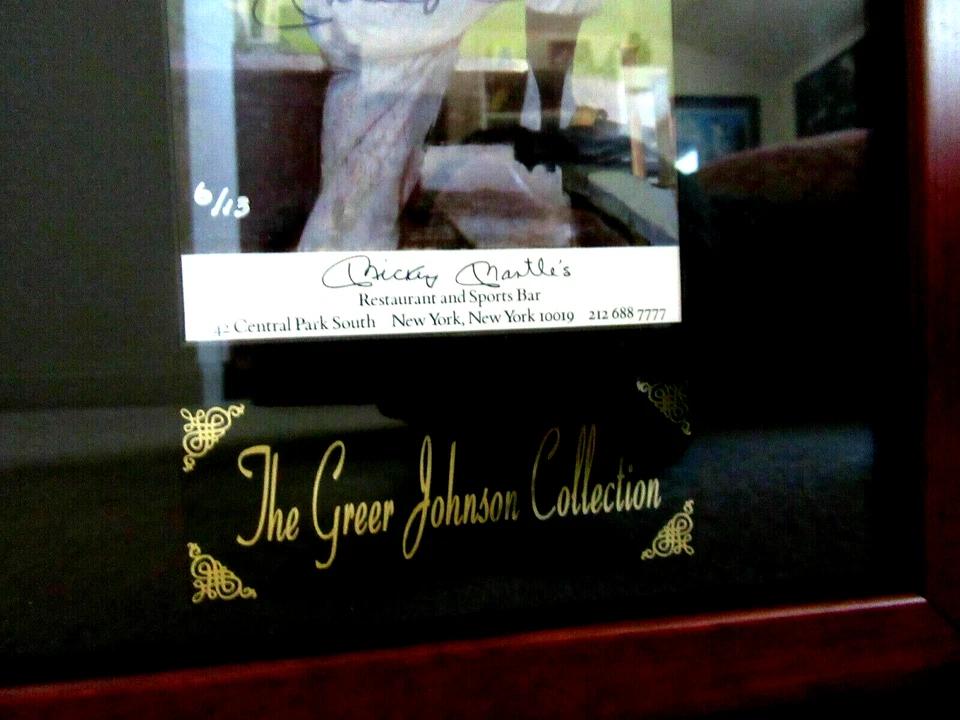 6/13
Mickey Mantle's
Restaurant and Sports Bar
42 Central Park South New York, New York 10019 212 688 7777
The Greer Johnson Collection